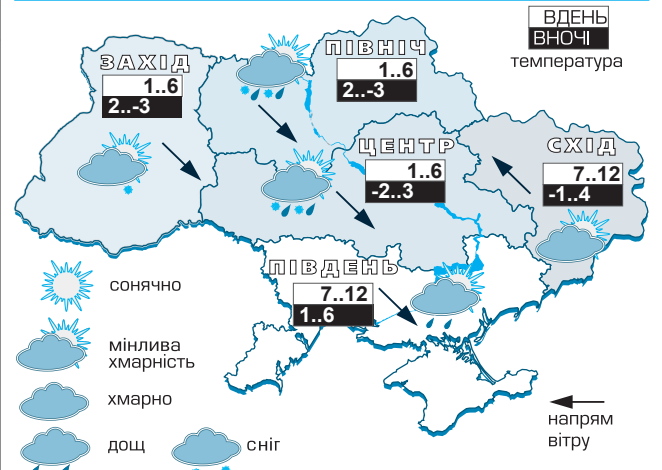 ВДЕНЬ
ВНОЧІ
температура
ЗАХІД
1..6
2..-3
ПІВНІЧ
1..6
2..-3
ЦЕНТР
1..6
-2..3
СХІД
7..12
-1..4
ПІВДЕНЬ
7..12
1..6
сонячно
мінлива
хмарність
хмарно
дощ
сніг
напрям
вітру